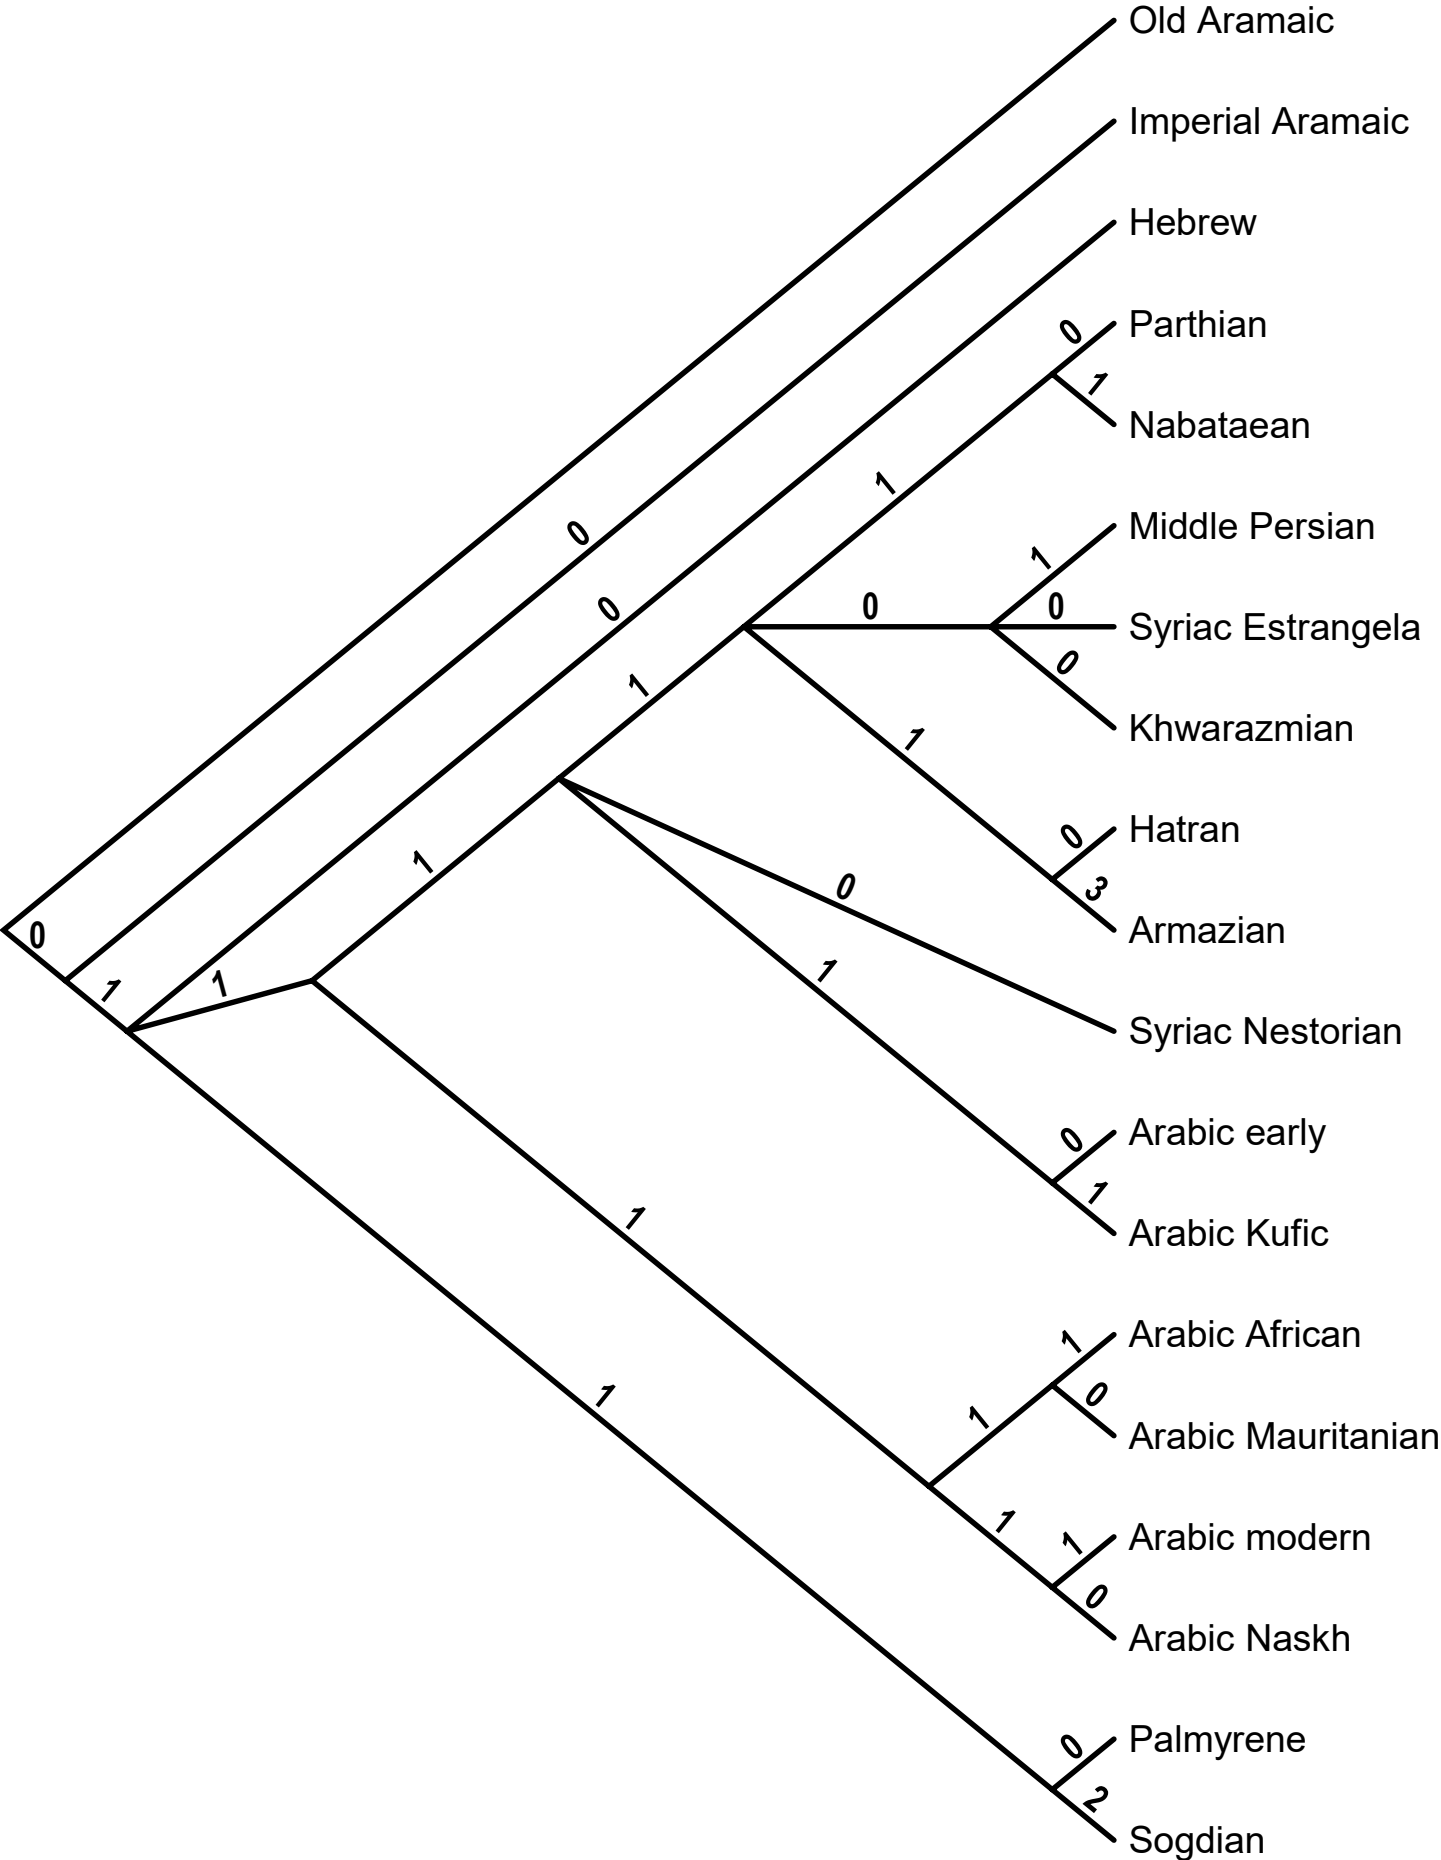 Old Aramaic
Imperial Aramaic
Hebrew
0 Parthian
1
Nabataean
1
Middle Persian
0
1
0 0
Syriac Estrangela
0
0
1
Khwarazmian
1
0 Hatran
1
0
3
Armazian
0
1
1
1
Syriac Nestorian
0 Arabic early
1
1
Arabic Kufic
1 Arabic African
1
0
1
1
Arabic Mauritanian
1
1 Arabic modern
0
Arabic Naskh
0 Palmyrene
2
Sogdian